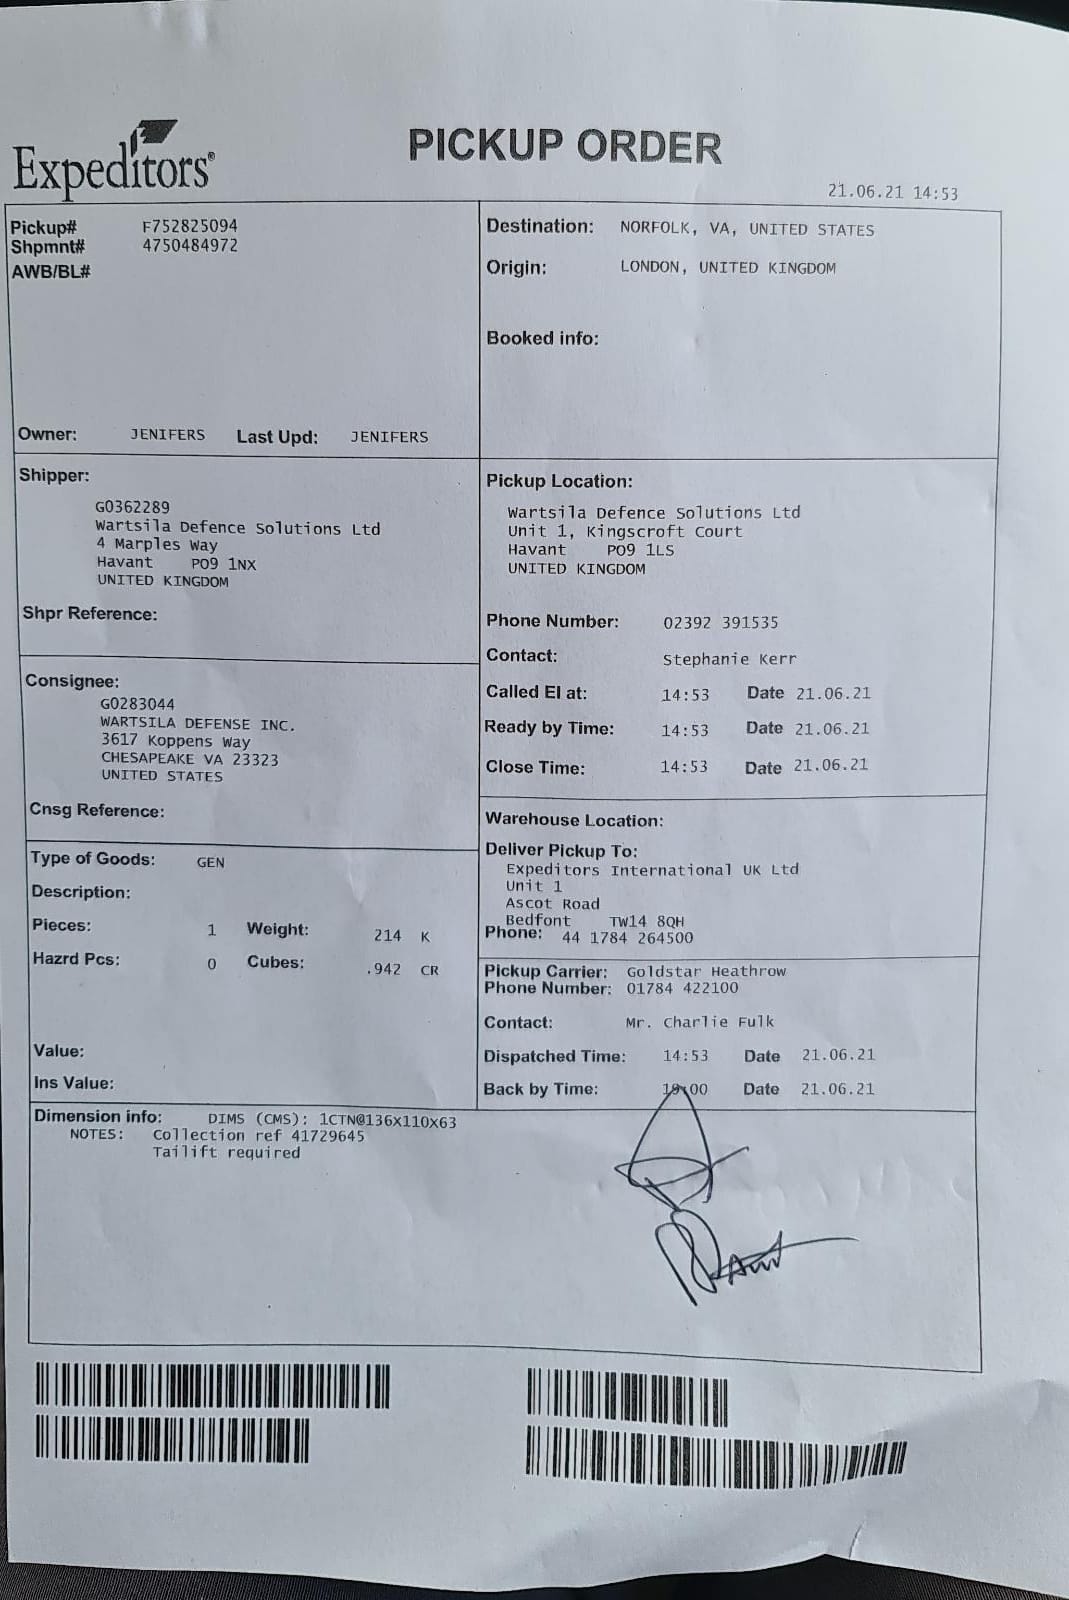 Expeditors®
PICKUP ORDER
21.06.21 14:53
Pickup# F752825094
Shpmnt# 4750484972
AWB/BL#
Owner: JENIFERS Last Upd: JENIFERS
Destination: NORFOLK, VA, UNITED STATES
Origin: LONDON, UNITED KINGDOM
Booked info:
Shipper:
G0362289
Wartsila Defence Solutions Ltd
4 Marples Way
Havant PO9 1NX
UNITED KINGDOM
Shpr Reference:
Pickup Location:
Wartsila Defence Solutions Ltd
Unit 1, Kingscroft Court
Havant PO9 1LS
UNITED KINGDOM
Phone Number: 02392 391535
Contact: Stephanie Kerr
Called EI at: 14:53 Date 21.06.21
Ready by Time: 14:53 Date 21.06.21
Close Time: 14:53 Date 21.06.21
Consignee:
G0283044
WARTSILA DEFENSE INC.
3617 Koppens Way
CHESAPEAKE VA 23323
UNITED STATES
Cnsg Reference:
Warehouse Location:
Deliver Pickup To:
Expeditors International UK Ltd
Unit 1
Ascot Road
Bedfont TW14 8QH
Phone: 44 1784 264500
Type of Goods: GEN
Description:
Pieces: 1 Weight: 214 K
Hazrd Pcs: 0 Cubes: .942 CR
Value:
Ins Value:
Pickup Carrier: Goldstar Heathrow
Phone Number: 01784 422100
Contact: Mr. Charlie Fulk
Dispatched Time: 14:53 Date 21.06.21
Back by Time: 19:00 Date 21.06.21
Dimension info: DIMS (CMS): 1CTN@136X110X63
NOTES: Collection ref 41729645
Tailift required